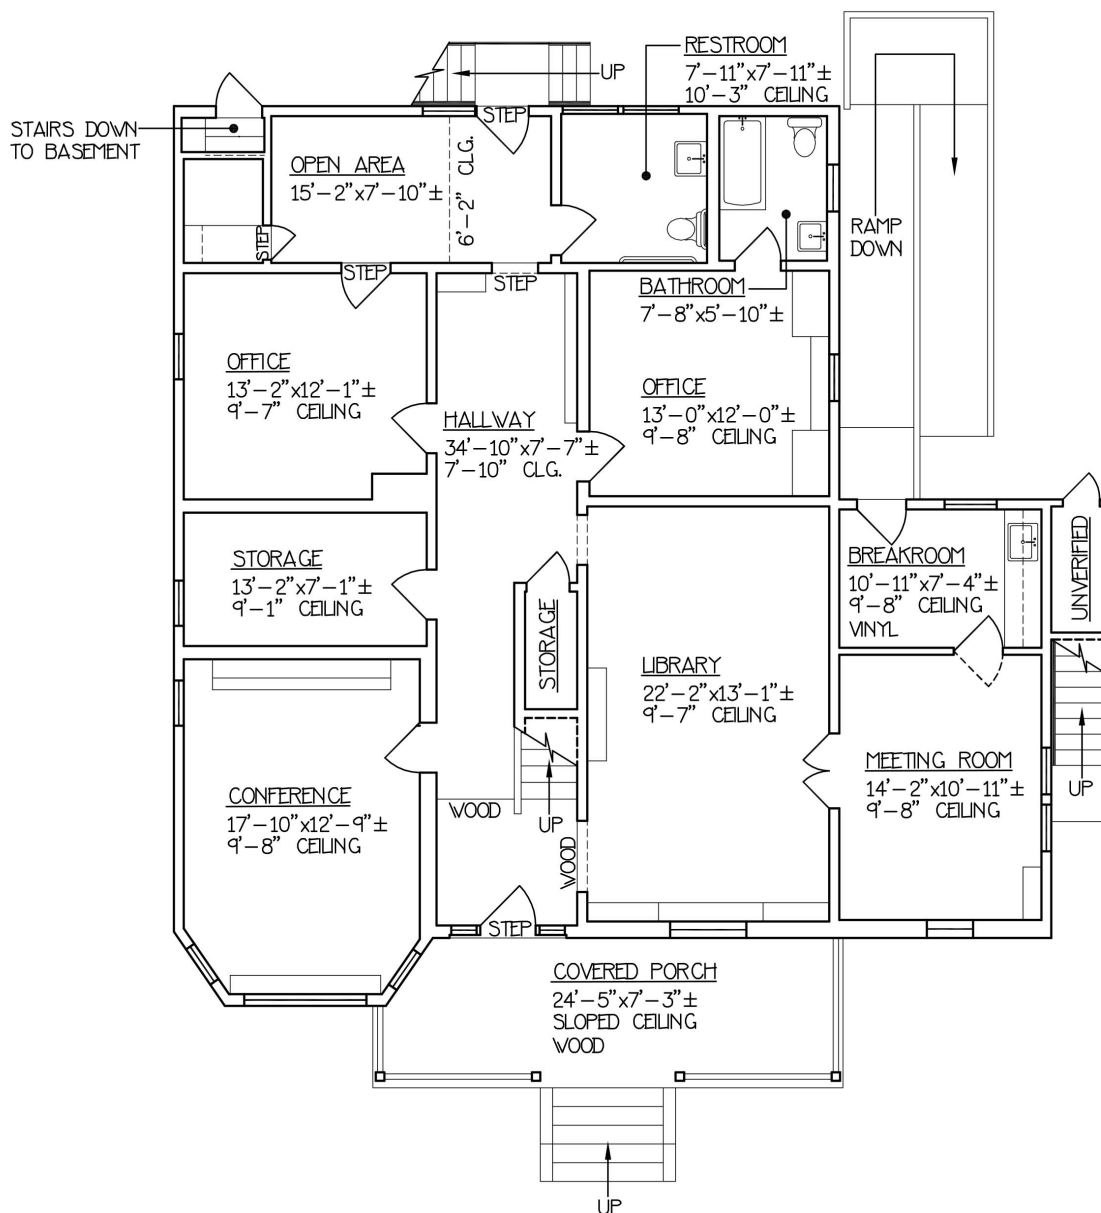 RESTROOM
7'-11"x7'-11"±
10'-3" CEILING
UP
STEP
STAIRS DOWN
TO BASEMENT
OPEN AREA
15'-2"x7'-10"±
6'-2" CLG.
STEP
STEP
STEP
RAMP
DOWN
BATHROOM
7'-8"x5'-10"±
OFFICE
13'-2"x12'-1"±
9'-7" CEILING
OFFICE
13'-0"x12'-0"±
9'-8" CEILING
HALLWAY
34'-10"x7'-7"±
7'-10" CLG.
STORAGE
13'-2"x7'-1"±
9'-1" CEILING
STORAGE
BREAKROOM
10'-11"x7'-4"±
9'-8" CEILING
VINYL
UNVERIFIED
LIBRARY
22'-2"x13'-1"±
9'-7" CEILING
MEETING ROOM
14'-2"x10'-11"±
9'-8" CEILING
UP
CONFERENCE
17'-10"x12'-9"±
9'-8" CEILING
WOOD
UP
WOOD
STEP
COVERED PORCH
24'-5"x7'-3"±
SLOPED CEILING
WOOD
UP